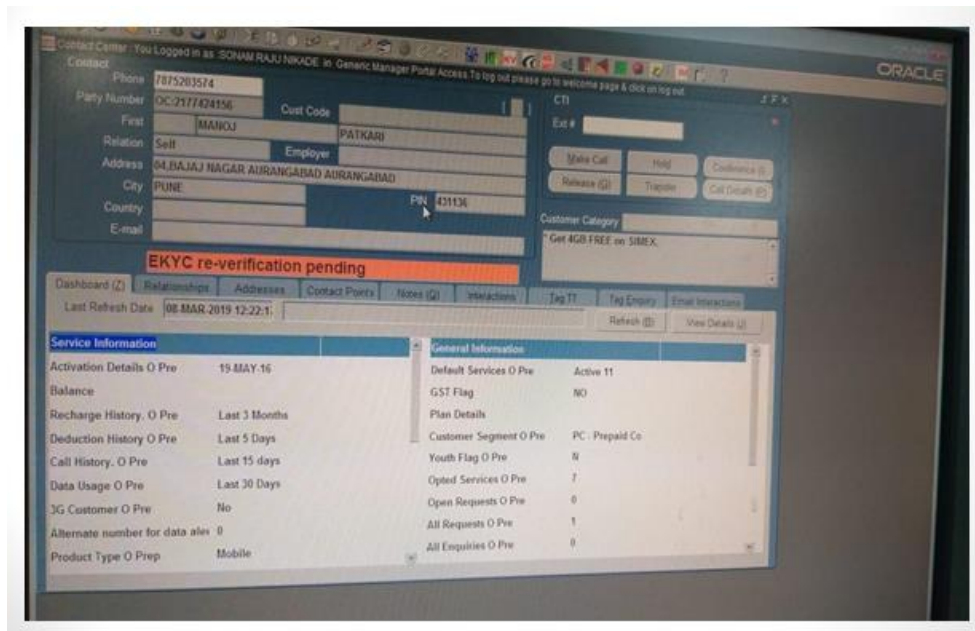 Contact Center : You Logged in as :SONAM RAJU NIKADE in Generic Manager Portal Access.To log out please go to welcome page & click on log out
ORACLE
Contact
Phone 7875203574
Party Number OC:2177424156 Cust Code [ ]
First MANOJ PATKARI
Relation Self Employer
Address 04,BAJAJ NAGAR AURANGABAD AURANGABAD
City PUNE PIN 431136
Country
E-mail
CTI
Ext #
Make Call Hold Conference
Release (G) Transfer Call Details
Customer Category
* Get 4GB FREE on SIMEX.
EKYC re-verification pending
Dashboard (Z) Relationships Addresses Contact Points Notes (Q) Interactions Tag TT Tag Enquiry Email Interactions
Last Refresh Date 08-MAR-2019 12:22:1 Refresh View Details
Service Information
Activation Details O Pre 19-MAY-16
Balance
Recharge History. O Pre Last 3 Months
Deduction History O Pre Last 5 Days
Call History. O Pre Last 15 days
Data Usage O Pre Last 30 Days
3G Customer O Pre No
Alternate number for data ales 0
Product Type O Prep Mobile
General Information
Default Services O Pre Active 11
GST Flag NO
Plan Details
Customer Segment O Pre PC - Prepaid Co
Youth Flag O Pre N
Opted Services O Pre 7
Open Requests O Pre 0
All Requests O Pre 1
All Enquiries O Pre 0